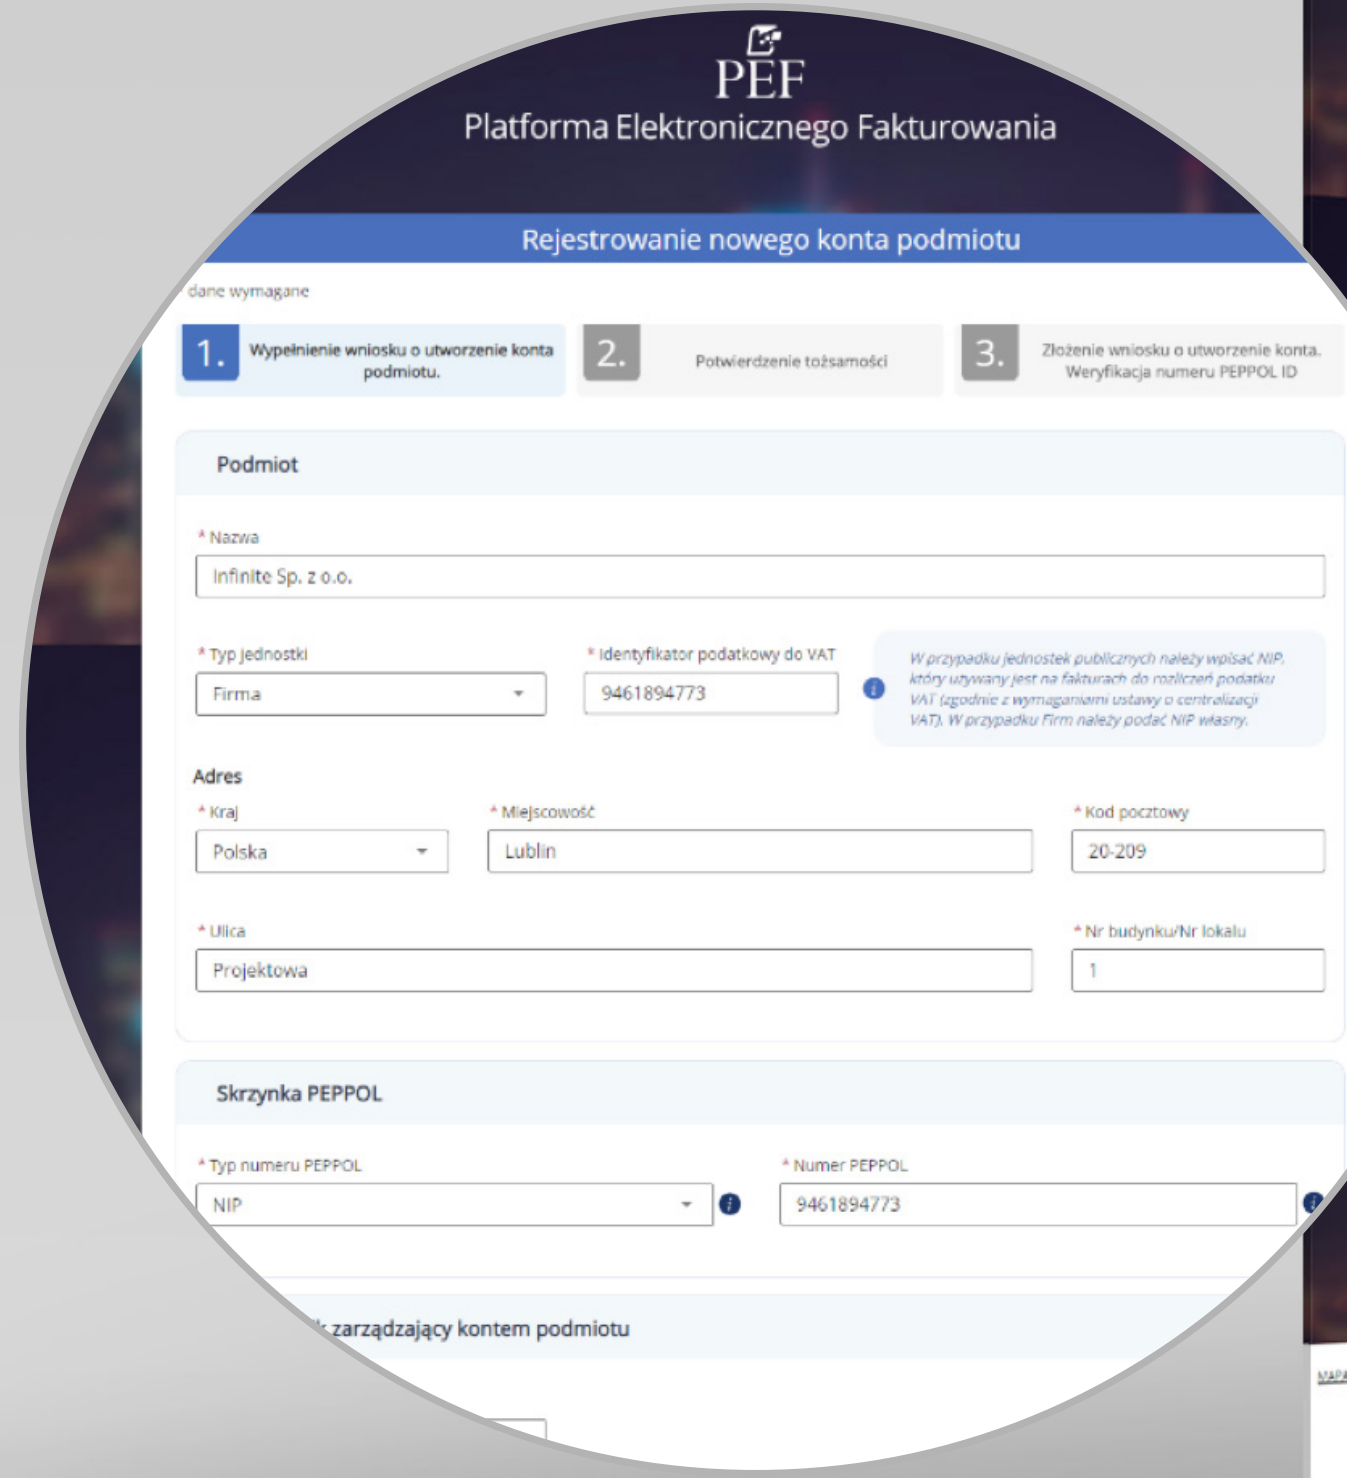 PEF
Platforma Elektronicznego Fakturowania
Rejestrowanie nowego konta podmiotu
dane wymagane
1.
Wypełnienie wniosku o utworzenie konta
podmiotu.
2.
Potwierdzenie tożsamości
3.
Złożenie wniosku o utworzenie konta.
Weryfikacja numeru PEPPOL ID
Podmiot
* Nazwa
Infinite Sp. z o.o.
* Typ jednostki
Firma
* Identyfikator podatkowy do VAT
9461894773
W przypadku jednostek publicznych należy wpisać NIP,
który używany jest na fakturach do rozliczeń podatku
VAT (zgodnie z wymaganiami ustawy o centralizacji
VAT). W przypadku Firm należy podać NIP własny.
Adres
* Kraj
Polska
* Miejscowość
Lublin
* Kod pocztowy
20-209
* Ulica
Projektowa
* Nr budynku/Nr lokalu
1
Skrzynka PEPPOL
* Typ numeru PEPPOL
NIP
* Numer PEPPOL
9461894773
zarządzający kontem podmiotu